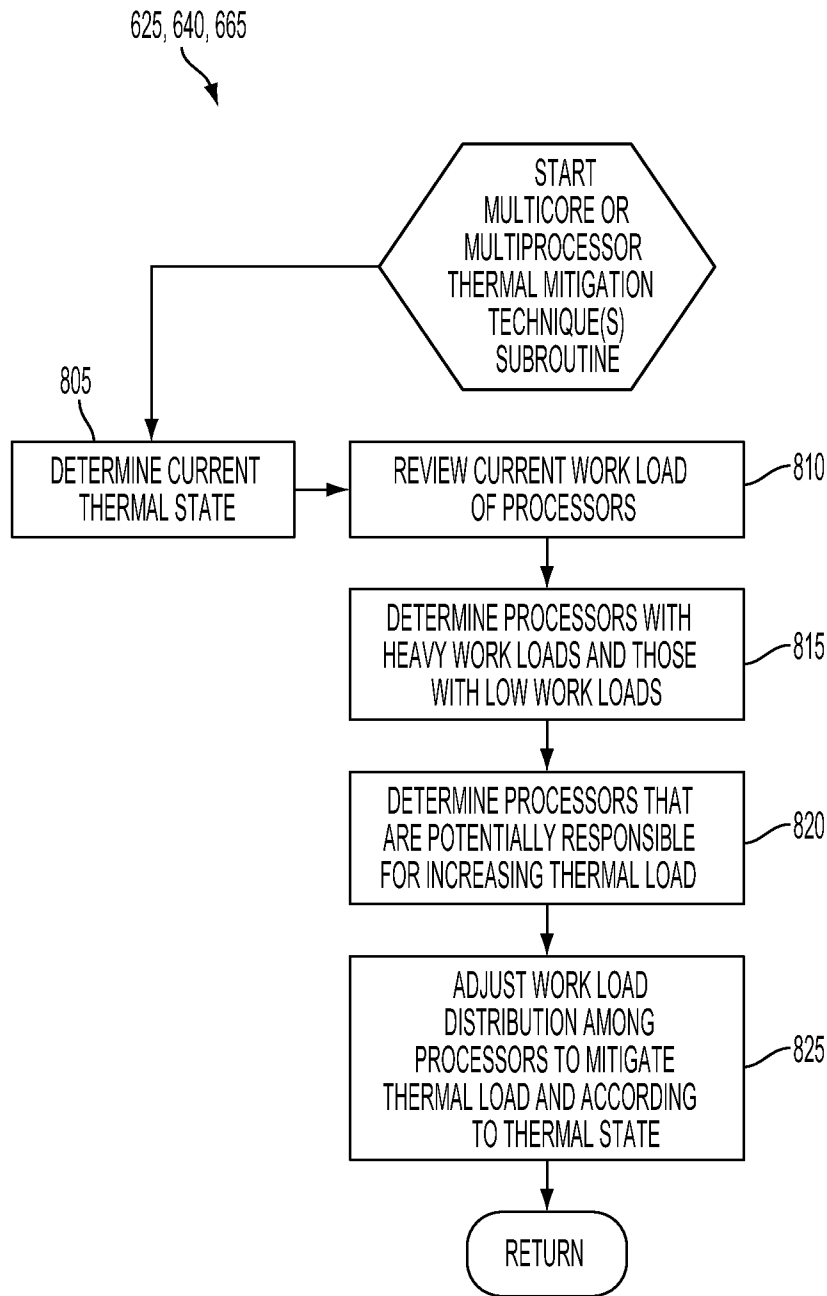 625, 640, 665
START
MULTICORE OR
MULTIPROCESSOR
THERMAL MITIGATION
TECHNIQUE(S)
SUBROUTINE
805
DETERMINE CURRENT
THERMAL STATE
REVIEW CURRENT WORK LOAD
OF PROCESSORS
810
DETERMINE PROCESSORS WITH
HEAVY WORK LOADS AND THOSE
WITH LOW WORK LOADS
815
DETERMINE PROCESSORS THAT
ARE POTENTIALLY RESPONSIBLE
FOR INCREASING THERMAL LOAD
820
ADJUST WORK LOAD
DISTRIBUTION AMONG
PROCESSORS TO MITIGATE
THERMAL LOAD AND ACCORDING
TO THERMAL STATE
825
RETURN